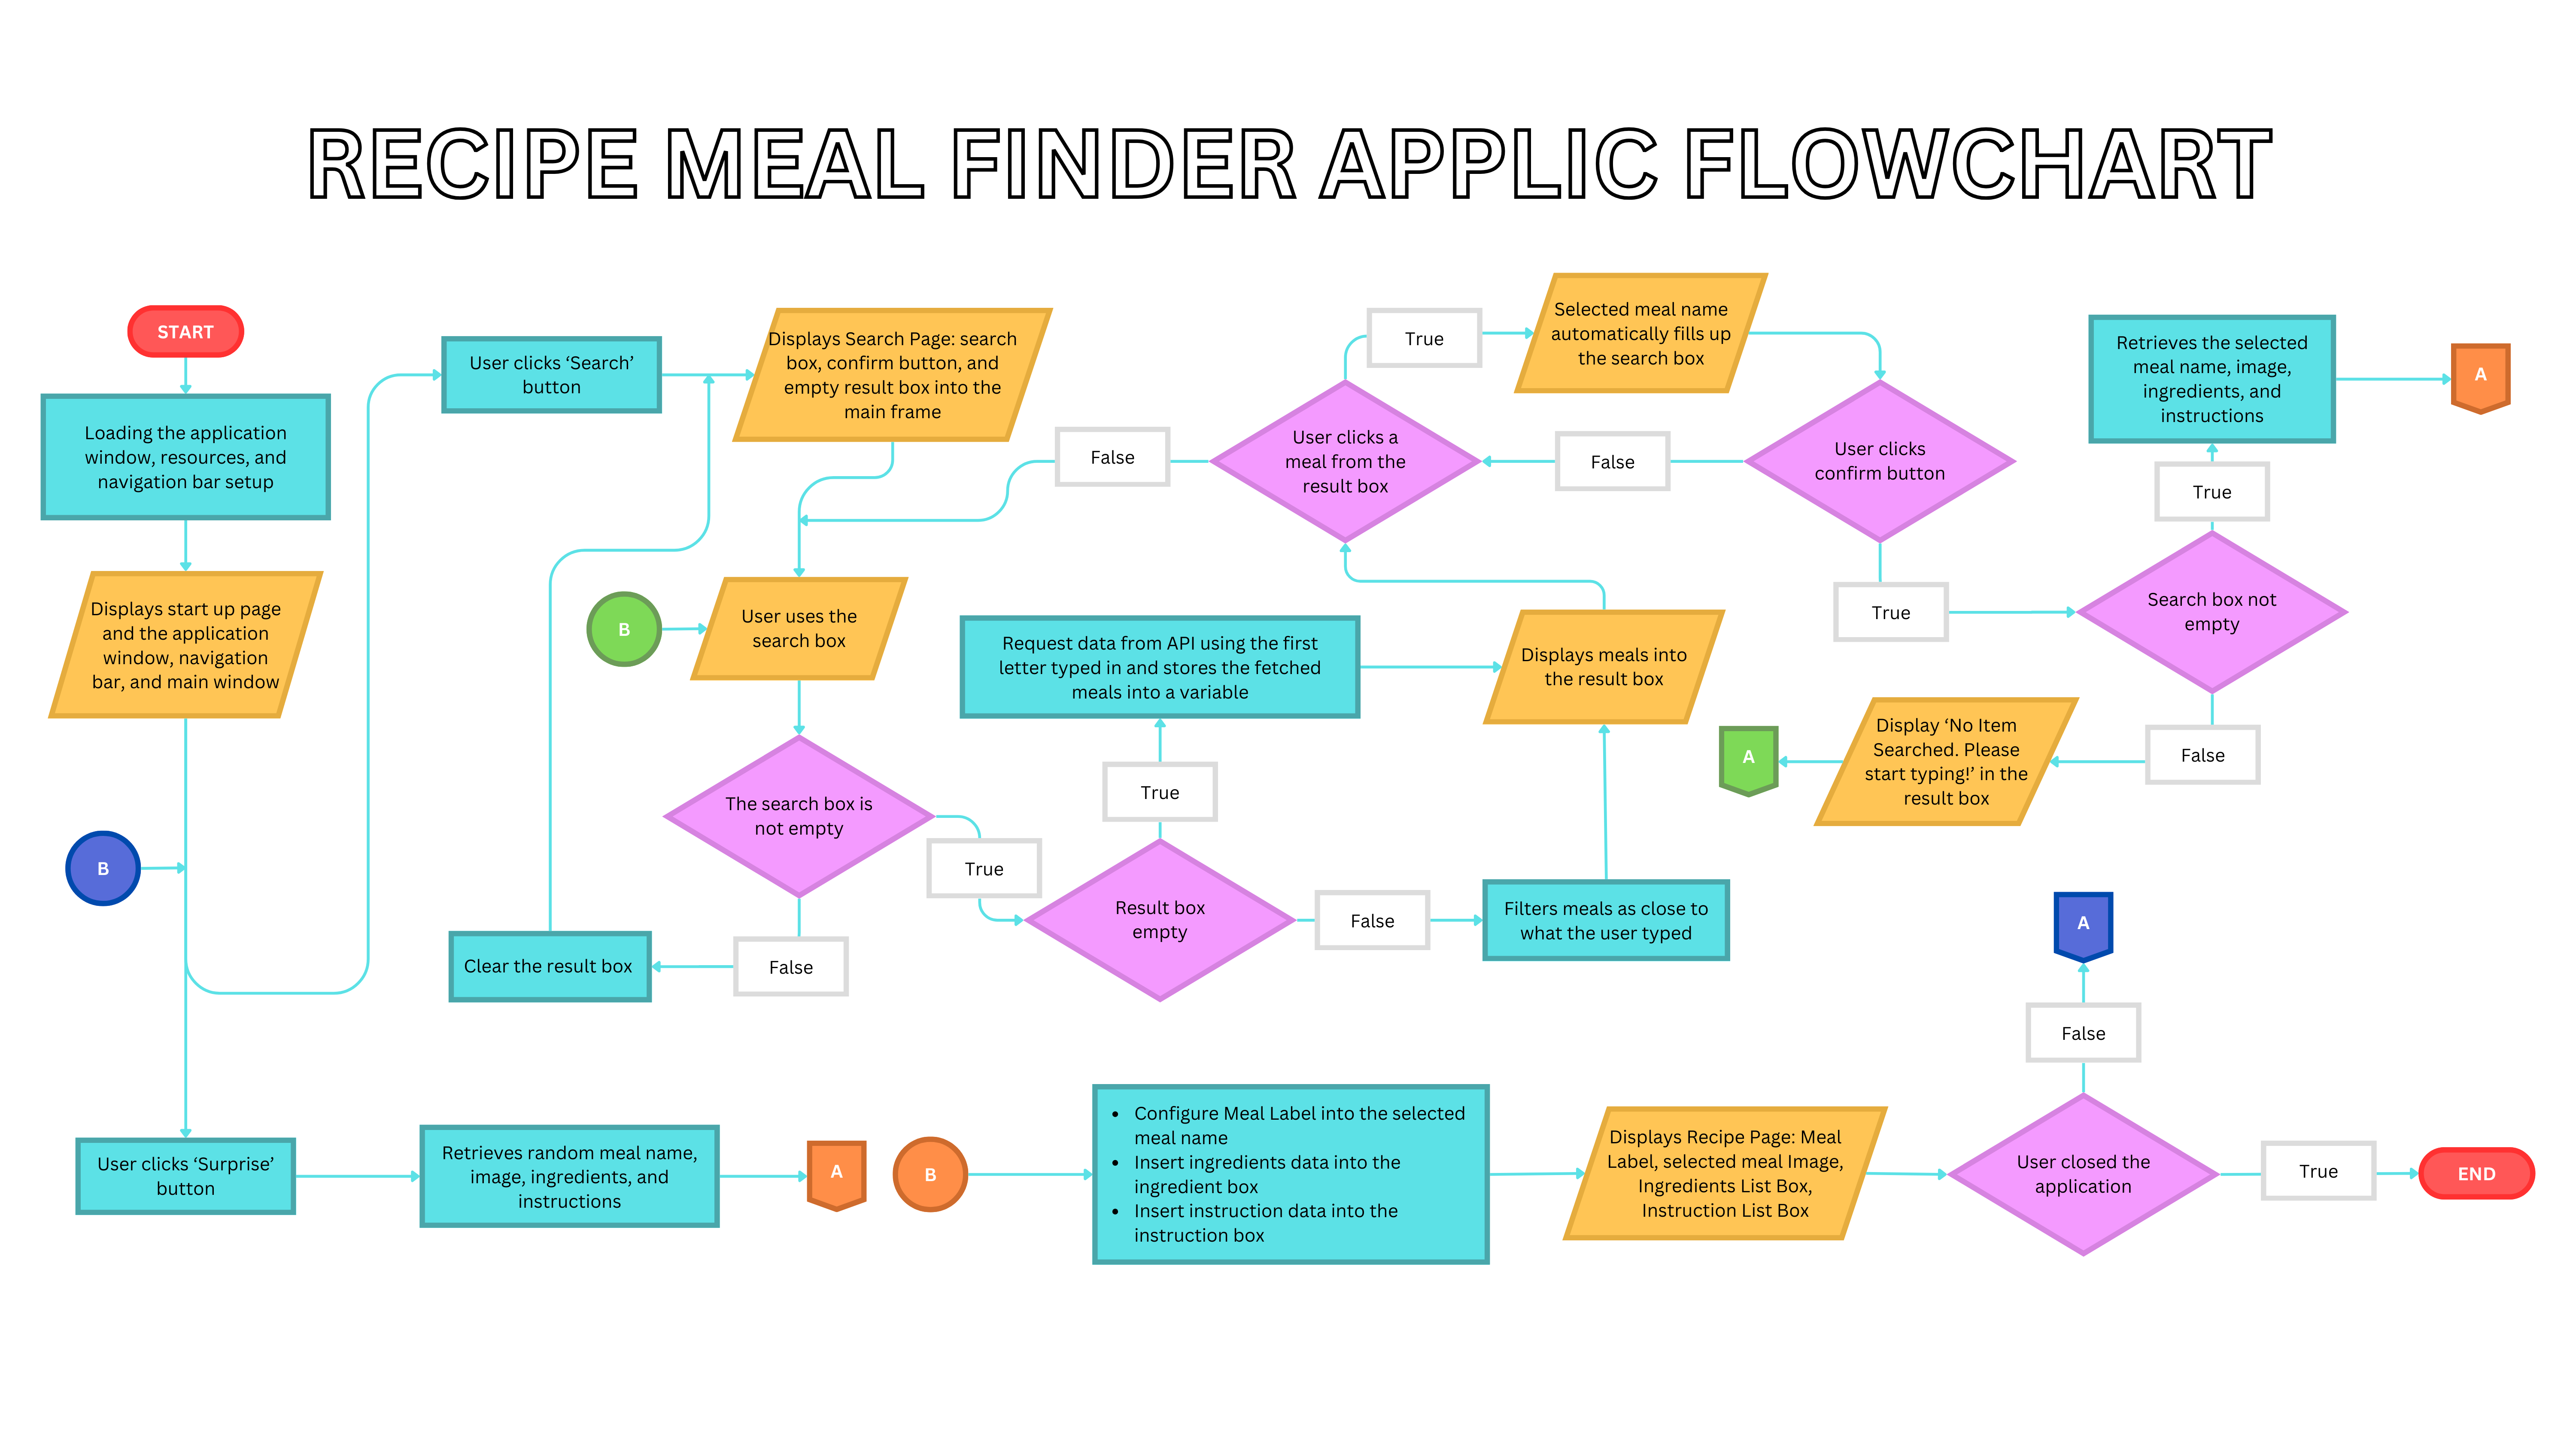 RECIPE MEAL FINDER APPLIC FLOWCHART
START
Loading the application
window, resources, and
navigation bar setup
Displays start up page
and the application
window, navigation
bar, and main window
B
User clicks ‘Surprise’
button
Retrieves random meal name,
image, ingredients, and
instructions
A
User clicks ‘Search’
button
Displays Search Page: search
box, confirm button, and
empty result box into the
main frame
B
User uses the
search box
The search box is
not empty
False
Clear the result box
True
Result box
empty
True
Request data from API using the first
letter typed in and stores the fetched
meals into a variable
False
Filters meals as close to
what the user typed
Displays meals into
the result box
User clicks a
meal from the
result box
False
True
Selected meal name
automatically fills up
the search box
User clicks
confirm button
False
True
Search box not
empty
True
Retrieves the selected
meal name, image,
ingredients, and
instructions
A
False
Display ‘No Item
Searched. Please
start typing!’ in the
result box
A
B
• Configure Meal Label into the selected
meal name
• Insert ingredients data into the
ingredient box
• Insert instruction data into the
instruction box
Displays Recipe Page: Meal
Label, selected meal Image,
Ingredients List Box,
Instruction List Box
User closed the
application
False
A
True
END